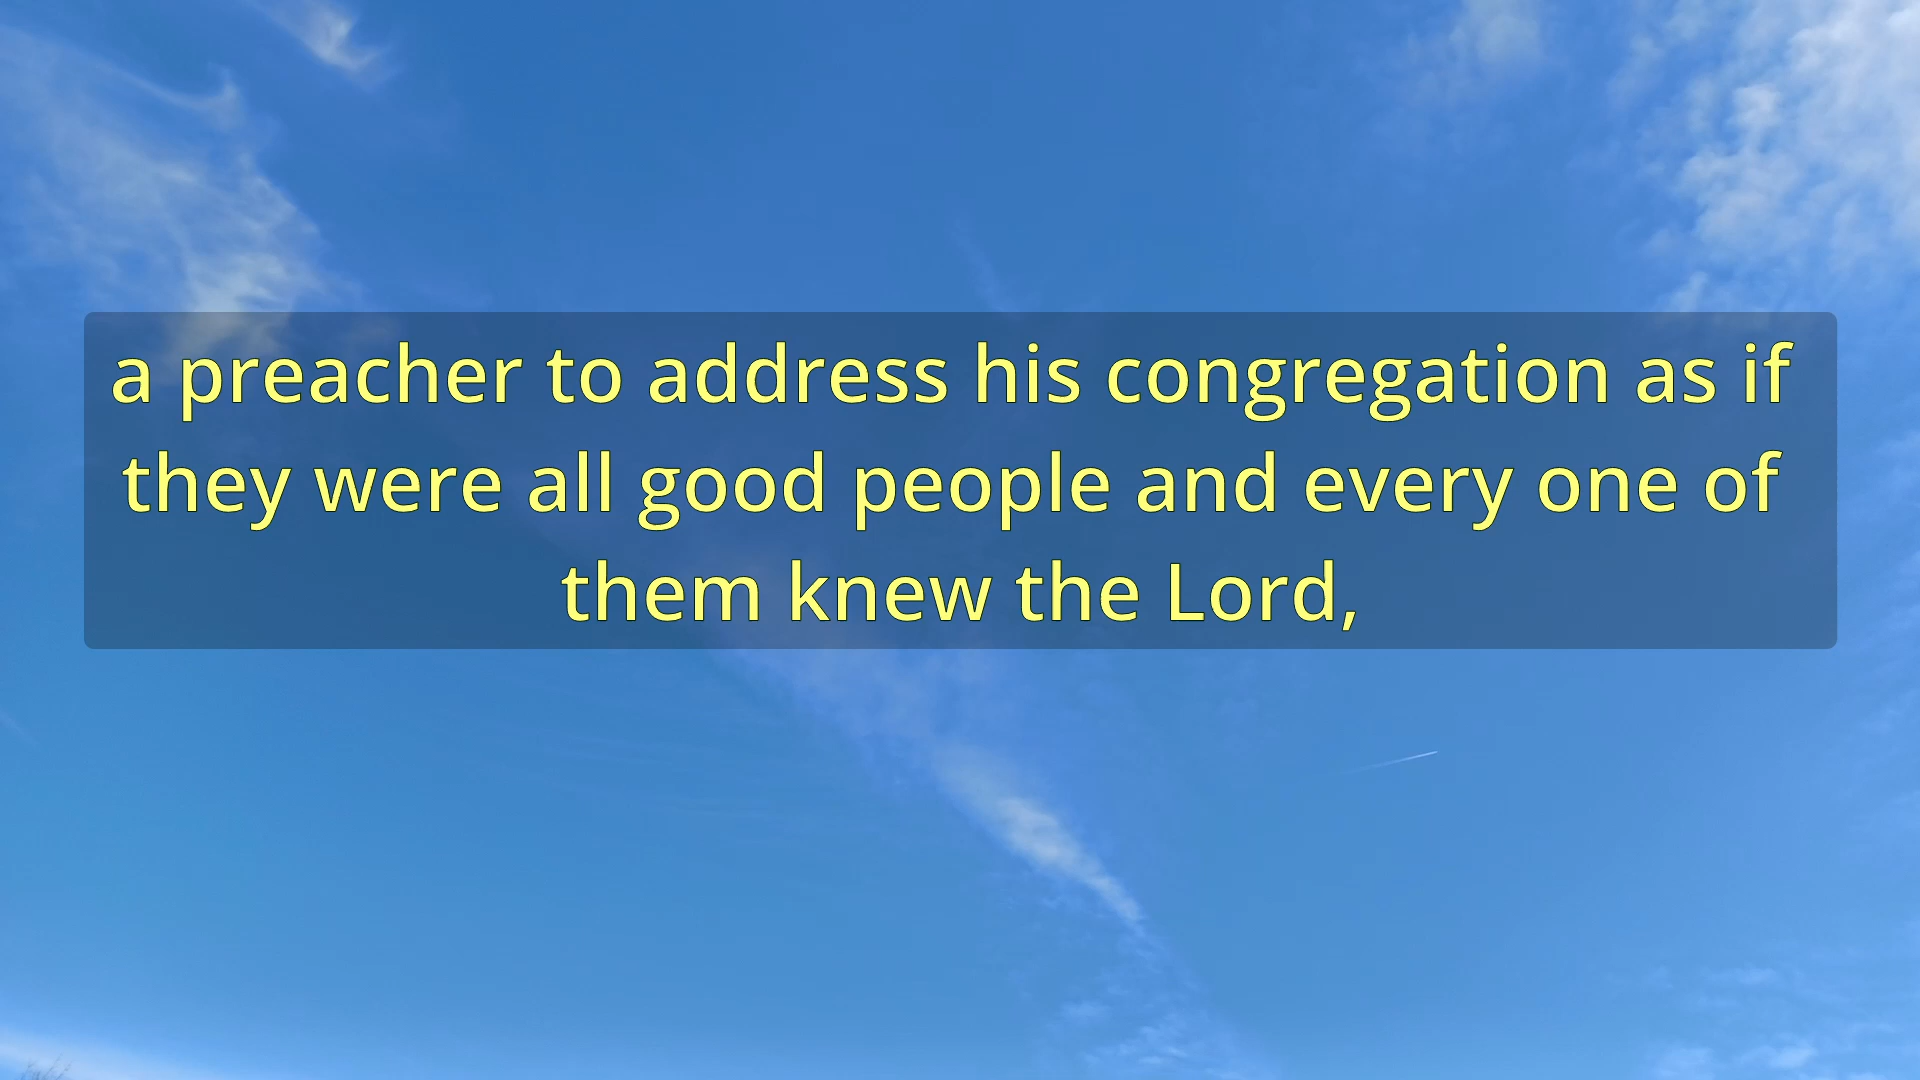 a preacher to address his congregation as if
they were all good people and every one of
them knew the Lord,